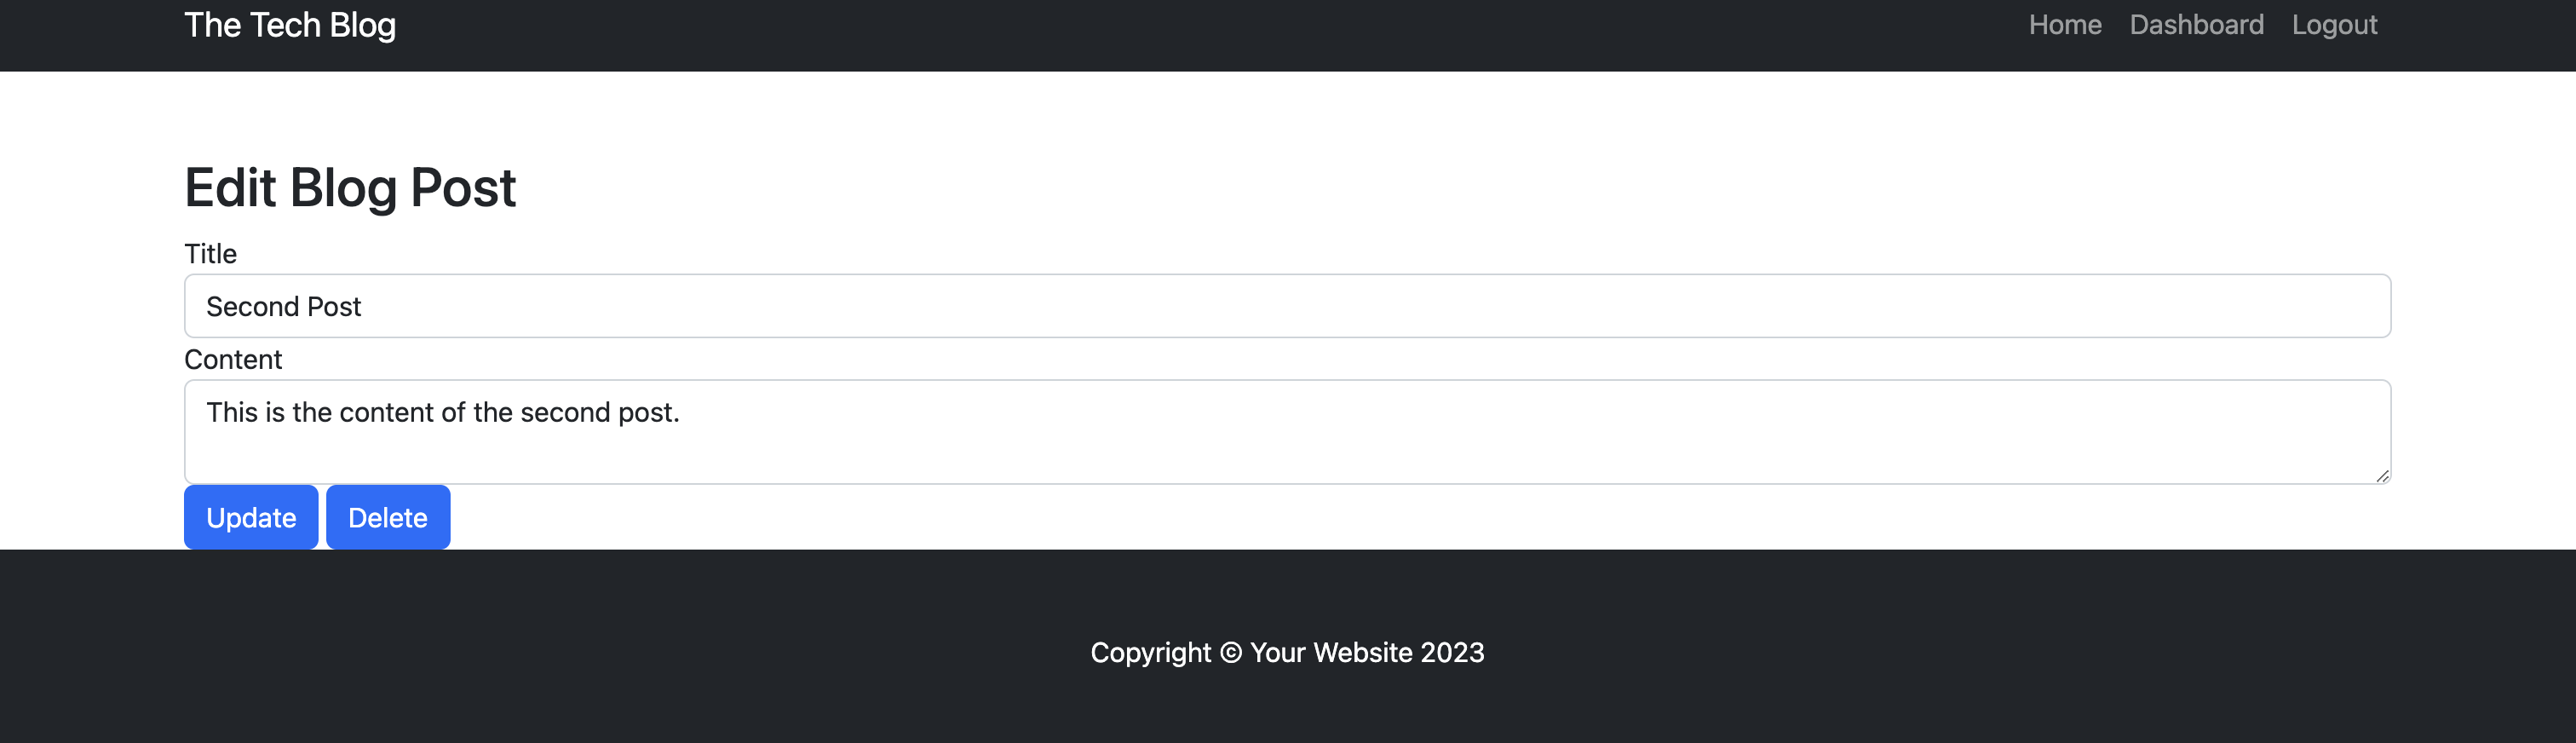 The Tech Blog
Home Dashboard Logout
Edit Blog Post
Title
Second Post
Content
This is the content of the second post.
Update Delete
Copyright © Your Website 2023